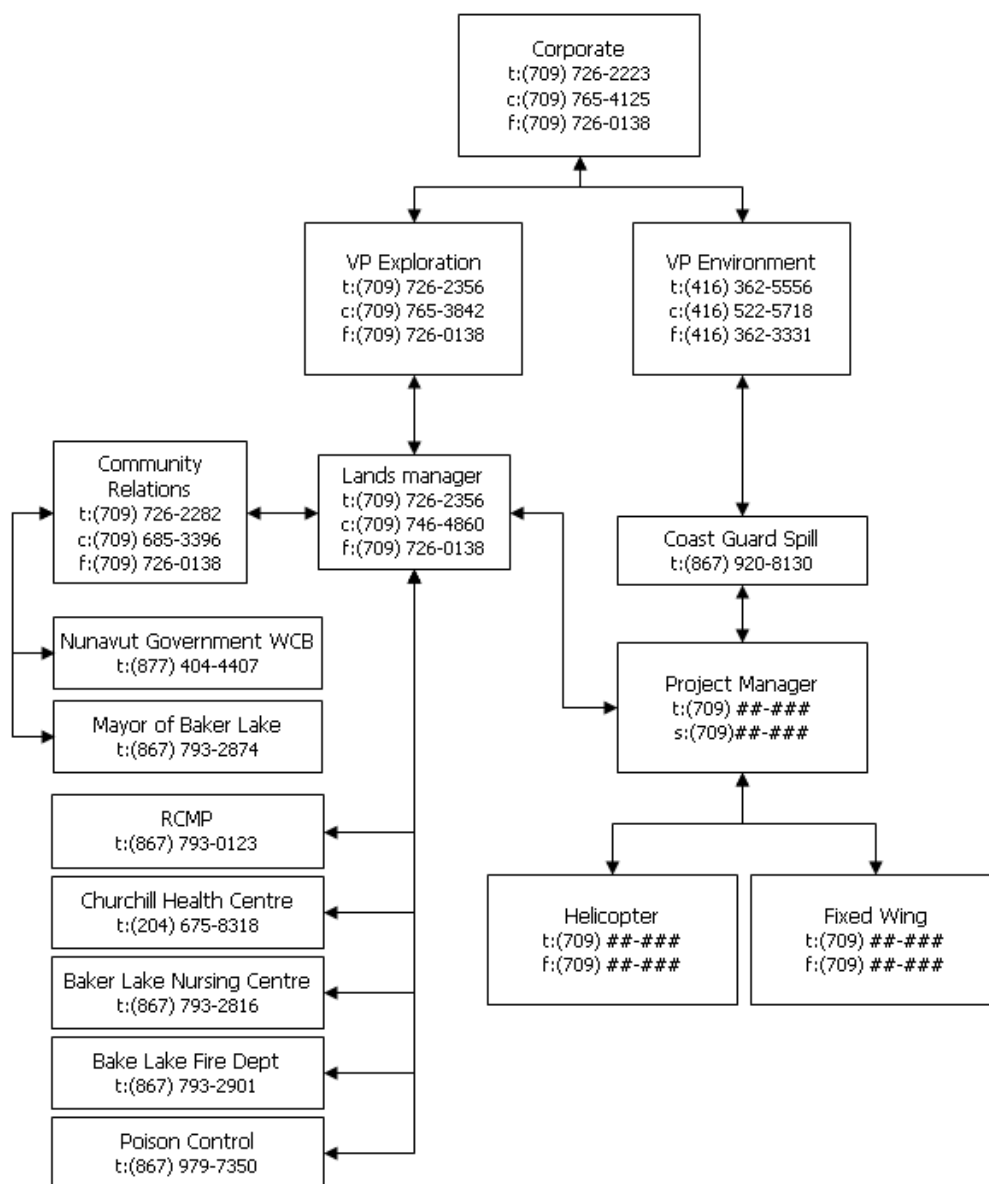 Corporate
t:(709) 726-2223
c:(709) 765-4125
f:(709) 726-0138
VP Exploration
t:(709) 726-2356
c:(709) 765-3842
f:(709) 726-0138
VP Environment
t:(416) 362-5556
c:(416) 522-5718
f:(416) 362-3331
Community
Relations
t:(709) 726-2282
c:(709) 685-3396
f:(709) 726-0138
Lands manager
t:(709) 726-2356
c:(709) 746-4860
f:(709) 726-0138
Coast Guard Spill
t:(867) 920-8130
Nunavut Government WCB
t:(877) 404-4407
Project Manager
t:(709) ##-###
s:(709)##-###
Mayor of Baker Lake
t:(867) 793-2874
RCMP
t:(867) 793-0123
Churchill Health Centre
t:(204) 675-8318
Helicopter
t:(709) ##-###
f:(709) ##-###
Fixed Wing
t:(709) ##-###
f:(709) ##-###
Baker Lake Nursing Centre
t:(867) 793-2816
Bake Lake Fire Dept
t:(867) 793-2901
Poison Control
t:(867) 979-7350